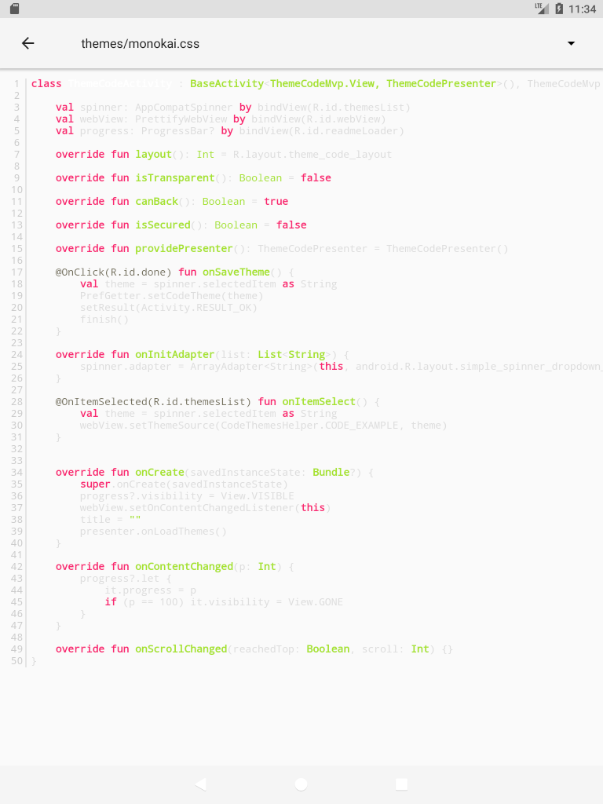 LTE 11:34
themes/monokai.css
1 class : BaseActivity<ThemeCodeMvp.View, ThemeCodePresenter>(), ThemeCodeMvp
2
3 val spinner: AppCompatSpinner by bindView(R.id.themesList)
4 val webView: PrettifyWebView by bindView(R.id.webView)
5 val progress: ProgressBar? by bindView(R.id.readmeLoader)
6
7 override fun layout(): Int = R.layout.theme_code_layout
8
9 override fun isTransparent(): Boolean = false
10
11 override fun canBack(): Boolean = true
12
13 override fun isSecured(): Boolean = false
14
15 override fun providePresenter(): ThemeCodePresenter = ThemeCodePresenter()
16
17 @OnClick(R.id.done) fun onSaveTheme() {
18 val theme = spinner.selectedItem as String
19 PrefGetter.setCodeTheme(theme)
20 setResult(Activity.RESULT_OK)
21 finish()
22 }
23
24 override fun onInitAdapter(list: List<String>) {
25 spinner.adapter = ArrayAdapter<String>(this, android.R.layout.simple_spinner_dropdown_
26 }
27
28 @OnItemSelected(R.id.themesList) fun onItemSelect() {
29 val theme = spinner.selectedItem as String
30 webView.setThemeSource(CodeThemesHelper.CODE_EXAMPLE, theme)
31 }
32
33
34 override fun onCreate(savedInstanceState: Bundle?) {
35 super.onCreate(savedInstanceState)
36 progress?.visibility = View.VISIBLE
37 webView.setOnContentChangedListener(this)
38 title = ""
39 presenter.onLoadThemes()
40 }
41
42 override fun onContentChanged(p: Int) {
43 progress?.let {
44 it.progress = p
45 if (p == 100) it.visibility = View.GONE
46 }
47 }
48
49 override fun onScrollChanged(reachedTop: Boolean, scroll: Int) {}
50 }